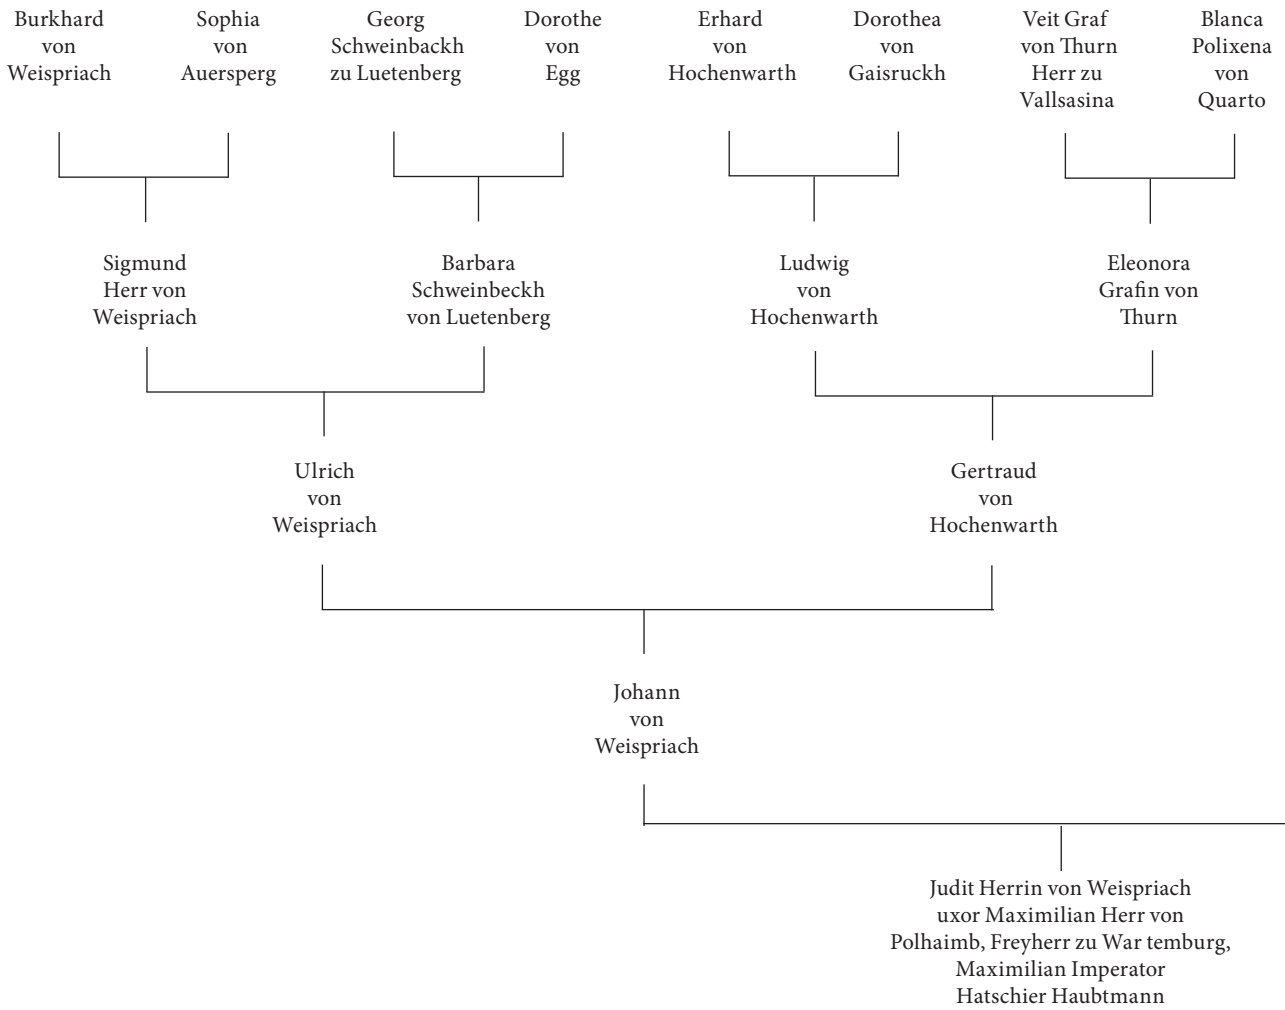 Burkhard
von
Weispriach
Sophia
von
Auersperg
Georg
Schweinbackh
zu Luetenberg
Dorothe
von
Egg
Erhard
von
Hochenwarth
Dorothea
von
Gaisruckh
Veit Graf
von Thurn
Herr zu
Vallsasina
Blanca
Polixena
von
Quarto
Sigmund
Herr von
Weispriach
Barbara
Schweinbeckh
von Luetenberg
Ludwig
von
Hochenwarth
Eleonora
Grafin von
Thurn
Ulrich
von
Weispriach
Gertraud
von
Hochenwarth
Johann
von
Weispriach
Judit Herrin von Weispriach
uxor Maximilian Herr von
Polhaimb, Freyherr zu War temburg,
Maximilian Imperator
Hatschier Haubtmann